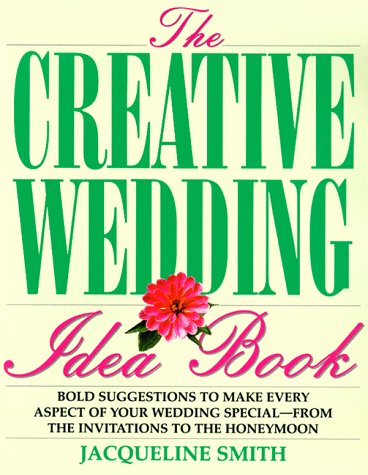 The
CREATIVE
WEDDING
Idea Book
BOLD SUGGESTIONS TO MAKE EVERY
ASPECT OF YOUR WEDDING SPECIAL—FROM
THE INVITATIONS TO THE HONEYMOON
JACQUELINE SMITH